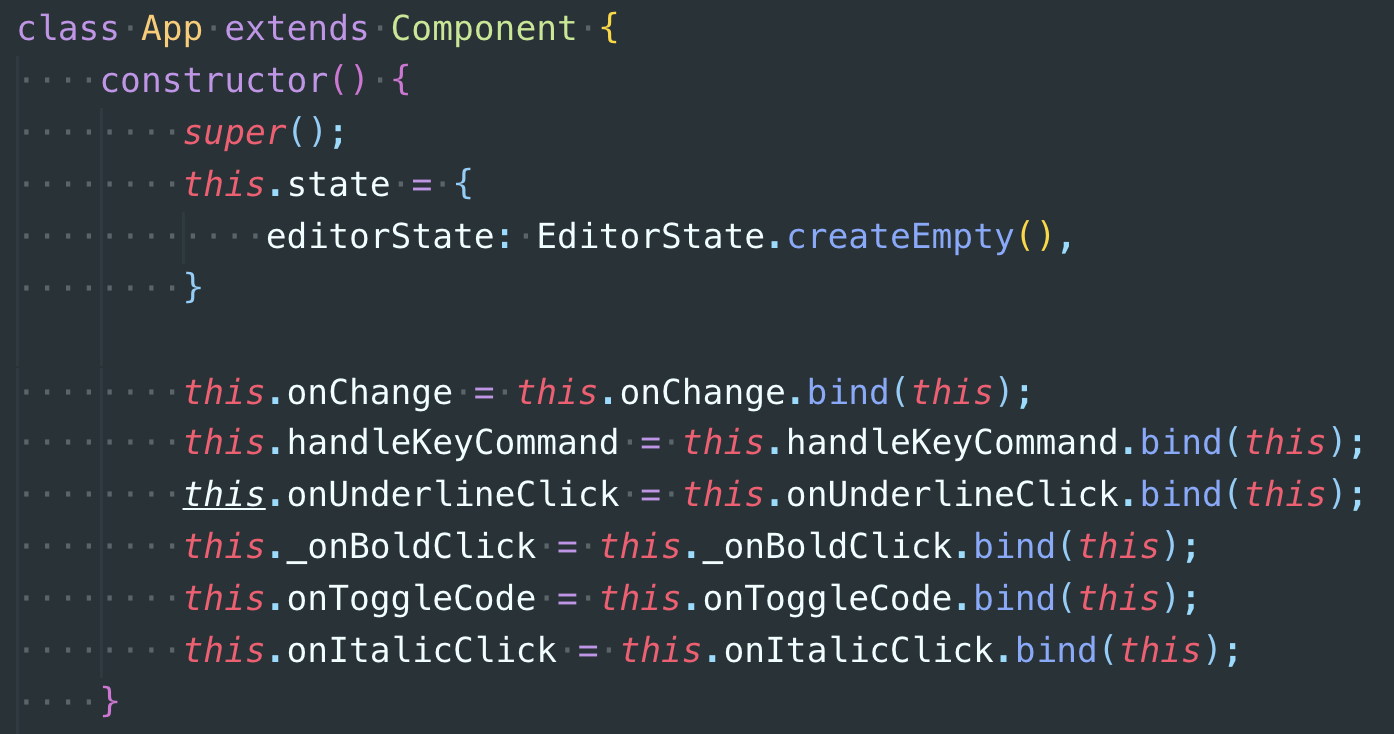 class App extends Component {
    constructor() {
        super();
        this.state = {
            editorState: EditorState.createEmpty(),
        }

        this.onChange = this.onChange.bind(this);
        this.handleKeyCommand = this.handleKeyCommand.bind(this);
        this.onUnderlineClick = this.onUnderlineClick.bind(this);
        this._onBoldClick = this._onBoldClick.bind(this);
        this.onToggleCode = this.onToggleCode.bind(this);
        this.onItalicClick = this.onItalicClick.bind(this);
    }